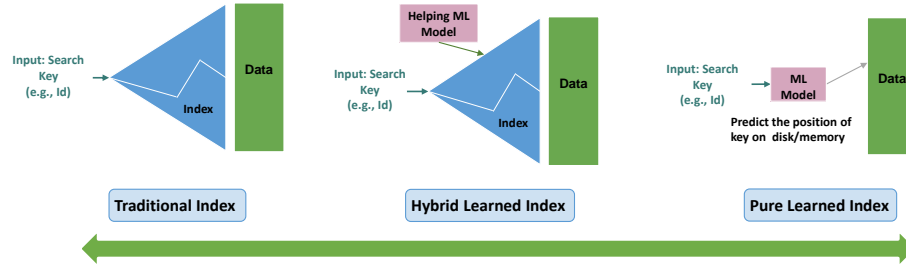 Input: Search
Key
(e.g., Id)
Index
Data
Traditional Index
Helping ML
Model
Input: Search
Key
(e.g., Id)
Index
Data
Hybrid Learned Index
Input: Search
Key
(e.g., Id)
ML
Model
Predict the position of
key on disk/memory
Data
Pure Learned Index